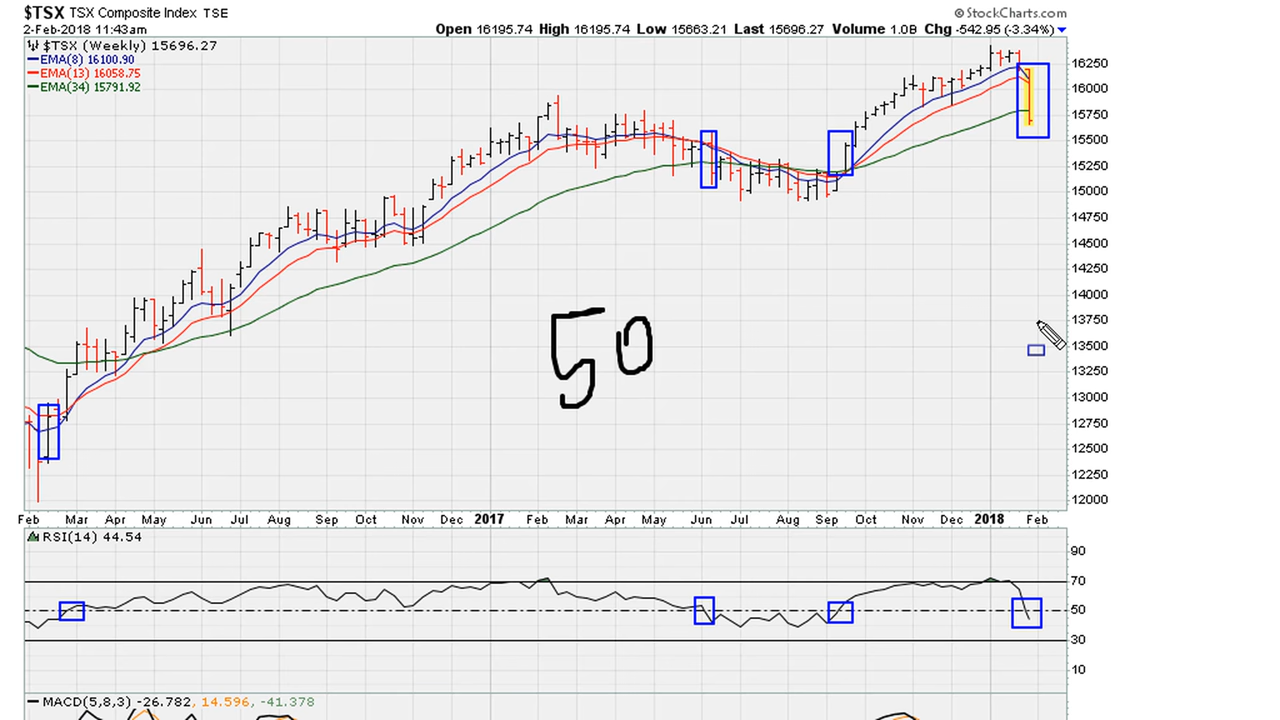 $TSX TSX Composite Index TSE © StockCharts.com
2-Feb-2018 11:43am Open 16195.74 High 16195.74 Low 15663.21 Last 15696.27 Volume 1.0B Chg -542.95 (-3.34%)
$TSX (Weekly) 15696.27
EMA(8) 16100.90
EMA(13) 16058.75
EMA(34) 15791.92
16250
16000
15750
15500
15250
15000
14750
14500
14250
14000
13750
13500
13250
13000
12750
12500
12250
12000
50
Feb Mar Apr May Jun Jul Aug Sep Oct Nov Dec 2017 Feb Mar Apr May Jun Jul Aug Sep Oct Nov Dec 2018 Feb
RSI(14) 44.54
90
70
50
30
10
MACD(5,8,3) -26.782, 14.596, -41.378